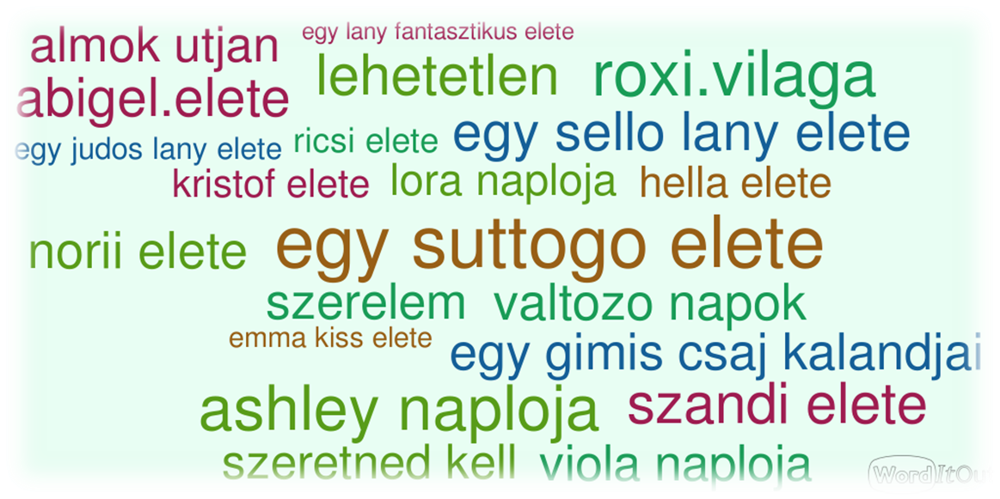 almok utjan egy lany fantasztikus elete
abigel.elete lehetetlen roxi.vilaga
egy judos lany elete ricsi elete egy sello lany elete
kristof elete lora naploja hella elete
norii elete egy suttogo elete
szerelem valtozo napok
emma kiss elete egy gimis csaj kalandjai
ashley naploja szandi elete
szeretned kell viola naploja
WordItOut